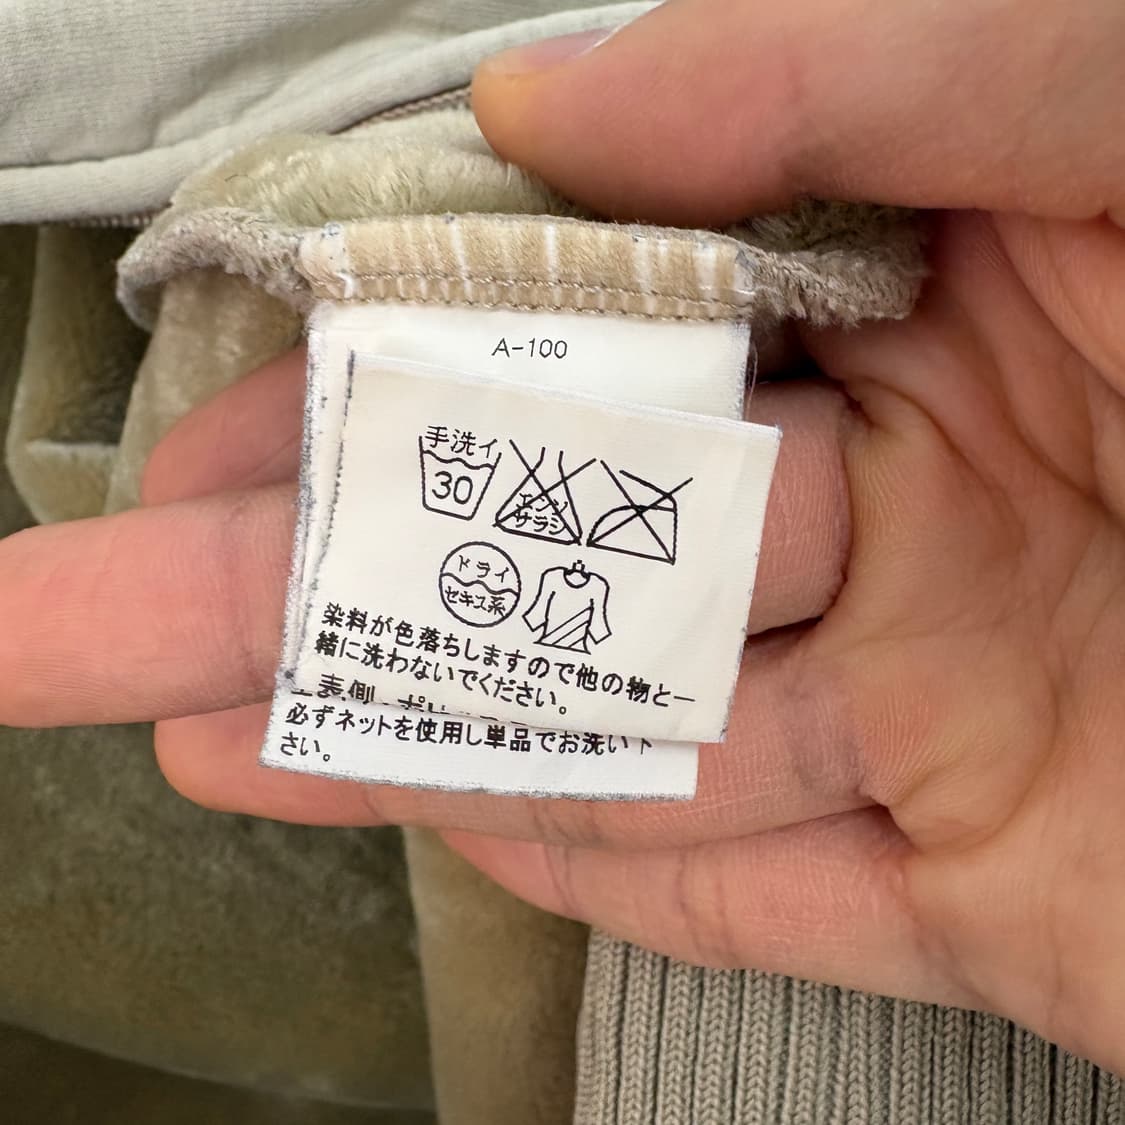 A-100
手洗イ
30
エンソ
サラシ
ドライ
セキユ系
染料が色落ちしますので他の物と一
緒に洗わないでください。
表側
必ずネットを使用し単品でお洗い下
さい。